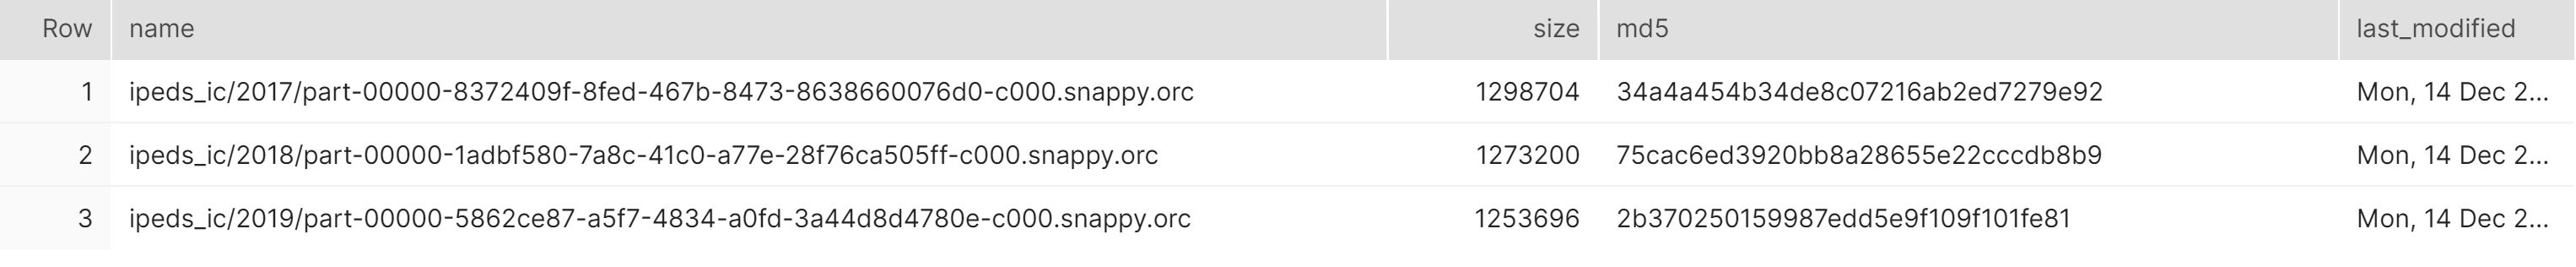 Row name size md5 last_modified
1 ipeds_ic/2017/part-00000-8372409f-8fed-467b-8473-8638660076d0-c000.snappy.orc 1298704 34a4a454b34de8c07216ab2ed7279e92 Mon, 14 Dec 2...
2 ipeds_ic/2018/part-00000-1adbf580-7a8c-41c0-a77e-28f76ca505ff-c000.snappy.orc 1273200 75cac6ed3920bb8a28655e22cccdb8b9 Mon, 14 Dec 2...
3 ipeds_ic/2019/part-00000-5862ce87-a5f7-4834-a0fd-3a44d8d4780e-c000.snappy.orc 1253696 2b370250159987edd5e9f109f101fe81 Mon, 14 Dec 2...